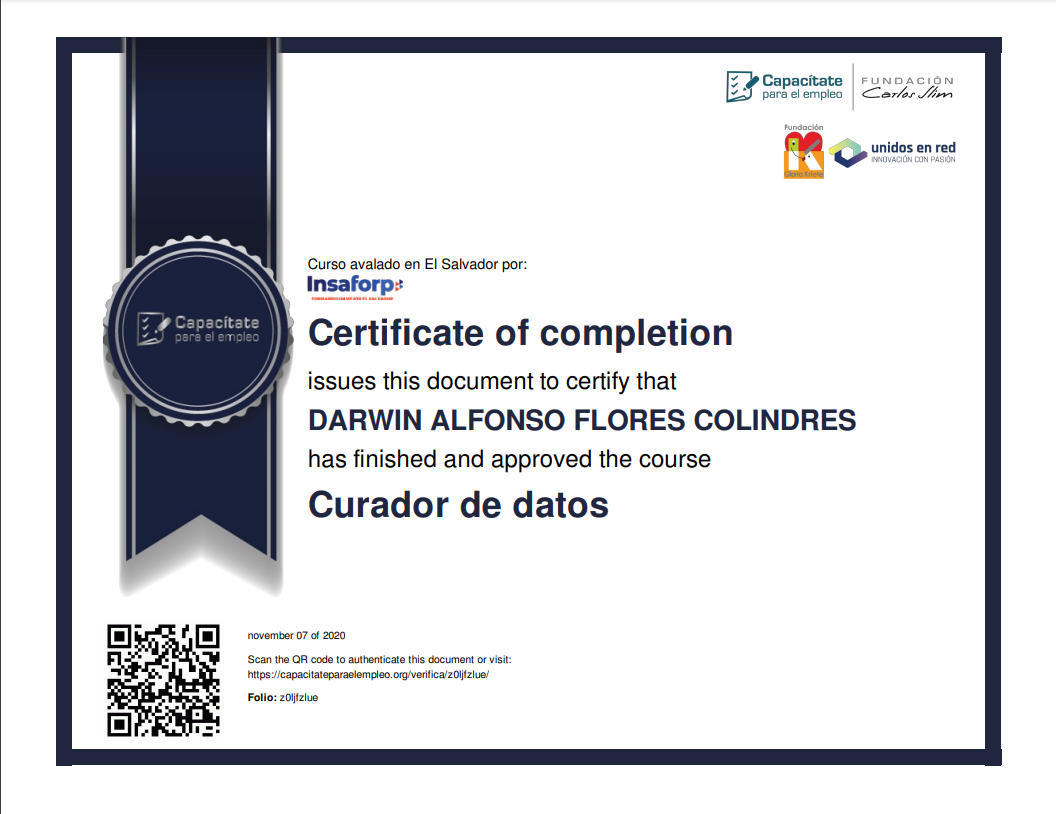 Capacítate
para el empleo
FUNDACIÓN
Carlos Slim
Fundación
Gloria Kriete
unidos en red
INNOVACIÓN CON PASIÓN
Curso avalado en El Salvador por:
Insaforp
Certificate of completion
Capacítate
para el empleo
issues this document to certify that
DARWIN ALFONSO FLORES COLINDRES
has finished and approved the course
Curador de datos
november 07 of 2020
Scan the QR code to authenticate this document or visit:
https://capacitateparaelempleo.org/verifica/z0ljfzlue/
Folio: z0ljfzlue